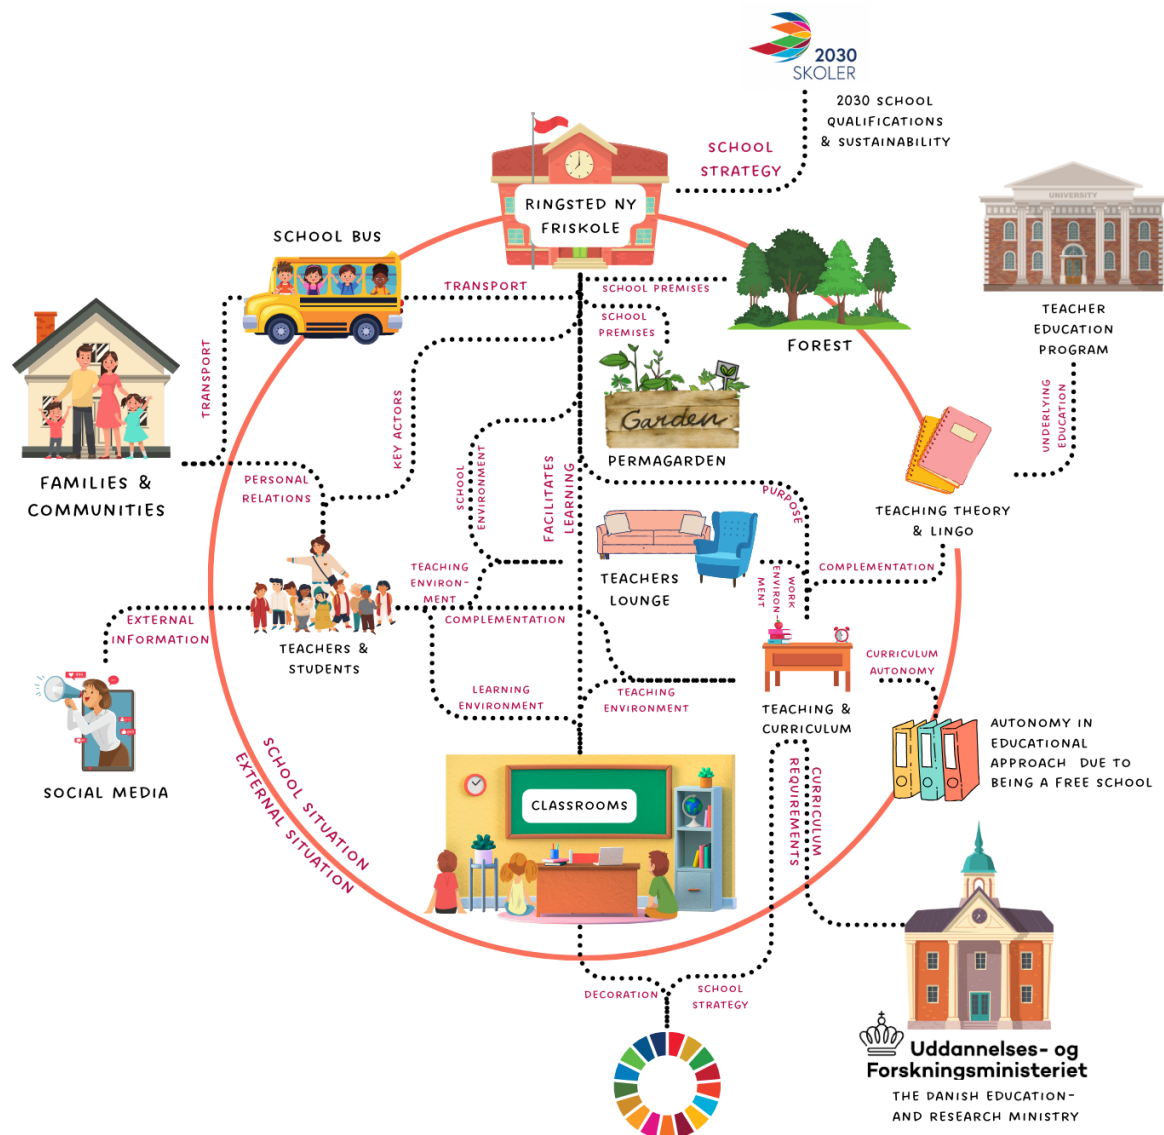 2030
SKOLER
2030 SCHOOL
QUALIFICATIONS
& SUSTAINABILITY
SCHOOL
STRATEGY
RINGSTED NY
FRISKOLE
UNIVERSITY
TEACHER
EDUCATION
PROGRAM
SCHOOL BUS
TRANSPORT
SCHOOL PREMISES
SCHOOL
PREMISES
FOREST
TRANSPORT
KEY ACTORS
Garden
PERMAGARDEN
UNDERLYING
EDUCATION
FAMILIES &
COMMUNITIES
PERSONAL
RELATIONS
SCHOOL
ENVIRONMENT
FACILITATES
LEARNING
PURPOSE
TEACHING THEORY
& LINGO
TEACHERS
LOUNGE
WORK
ENVIRON-
MENT
COMPLEMENTATION
TEACHING
ENVIRON-
MENT
COMPLEMENTATION
EXTERNAL
INFORMATION
TEACHERS &
STUDENTS
CURRICULUM
AUTONOMY
LEARNING
ENVIRONMENT
TEACHING
ENVIRONMENT
TEACHING &
CURRICULUM
AUTONOMY IN
EDUCATIONAL
APPROACH DUE TO
BEING A FREE SCHOOL
SOCIAL MEDIA
SCHOOL SITUATION
EXTERNAL SITUATION
CLASSROOMS
CURRICULUM
REQUIREMENTS
DECORATION
SCHOOL
STRATEGY
Uddannelses- og
Forskningsministeriet
THE DANISH EDUCATION-
AND RESEARCH MINISTRY